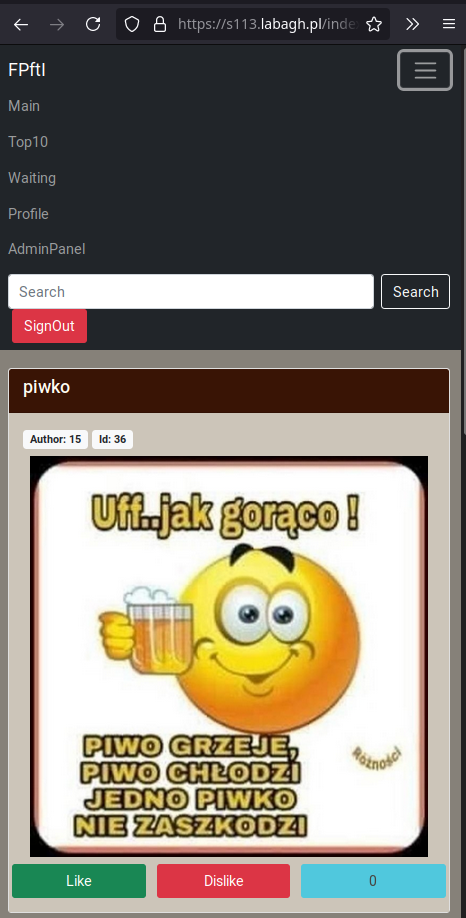 https://s113.labagh.pl/inde
FPftI
Main
Top10
Waiting
Profile
AdminPanel
Search
Search
SignOut
piwko
Author: 15
Id: 36
Uff..jak gorąco !
PIWO GRZEJE,
PIWO CHŁODZI
JEDNO PIWKO
NIE ZASZKODZI
Różności
Like
Dislike
0